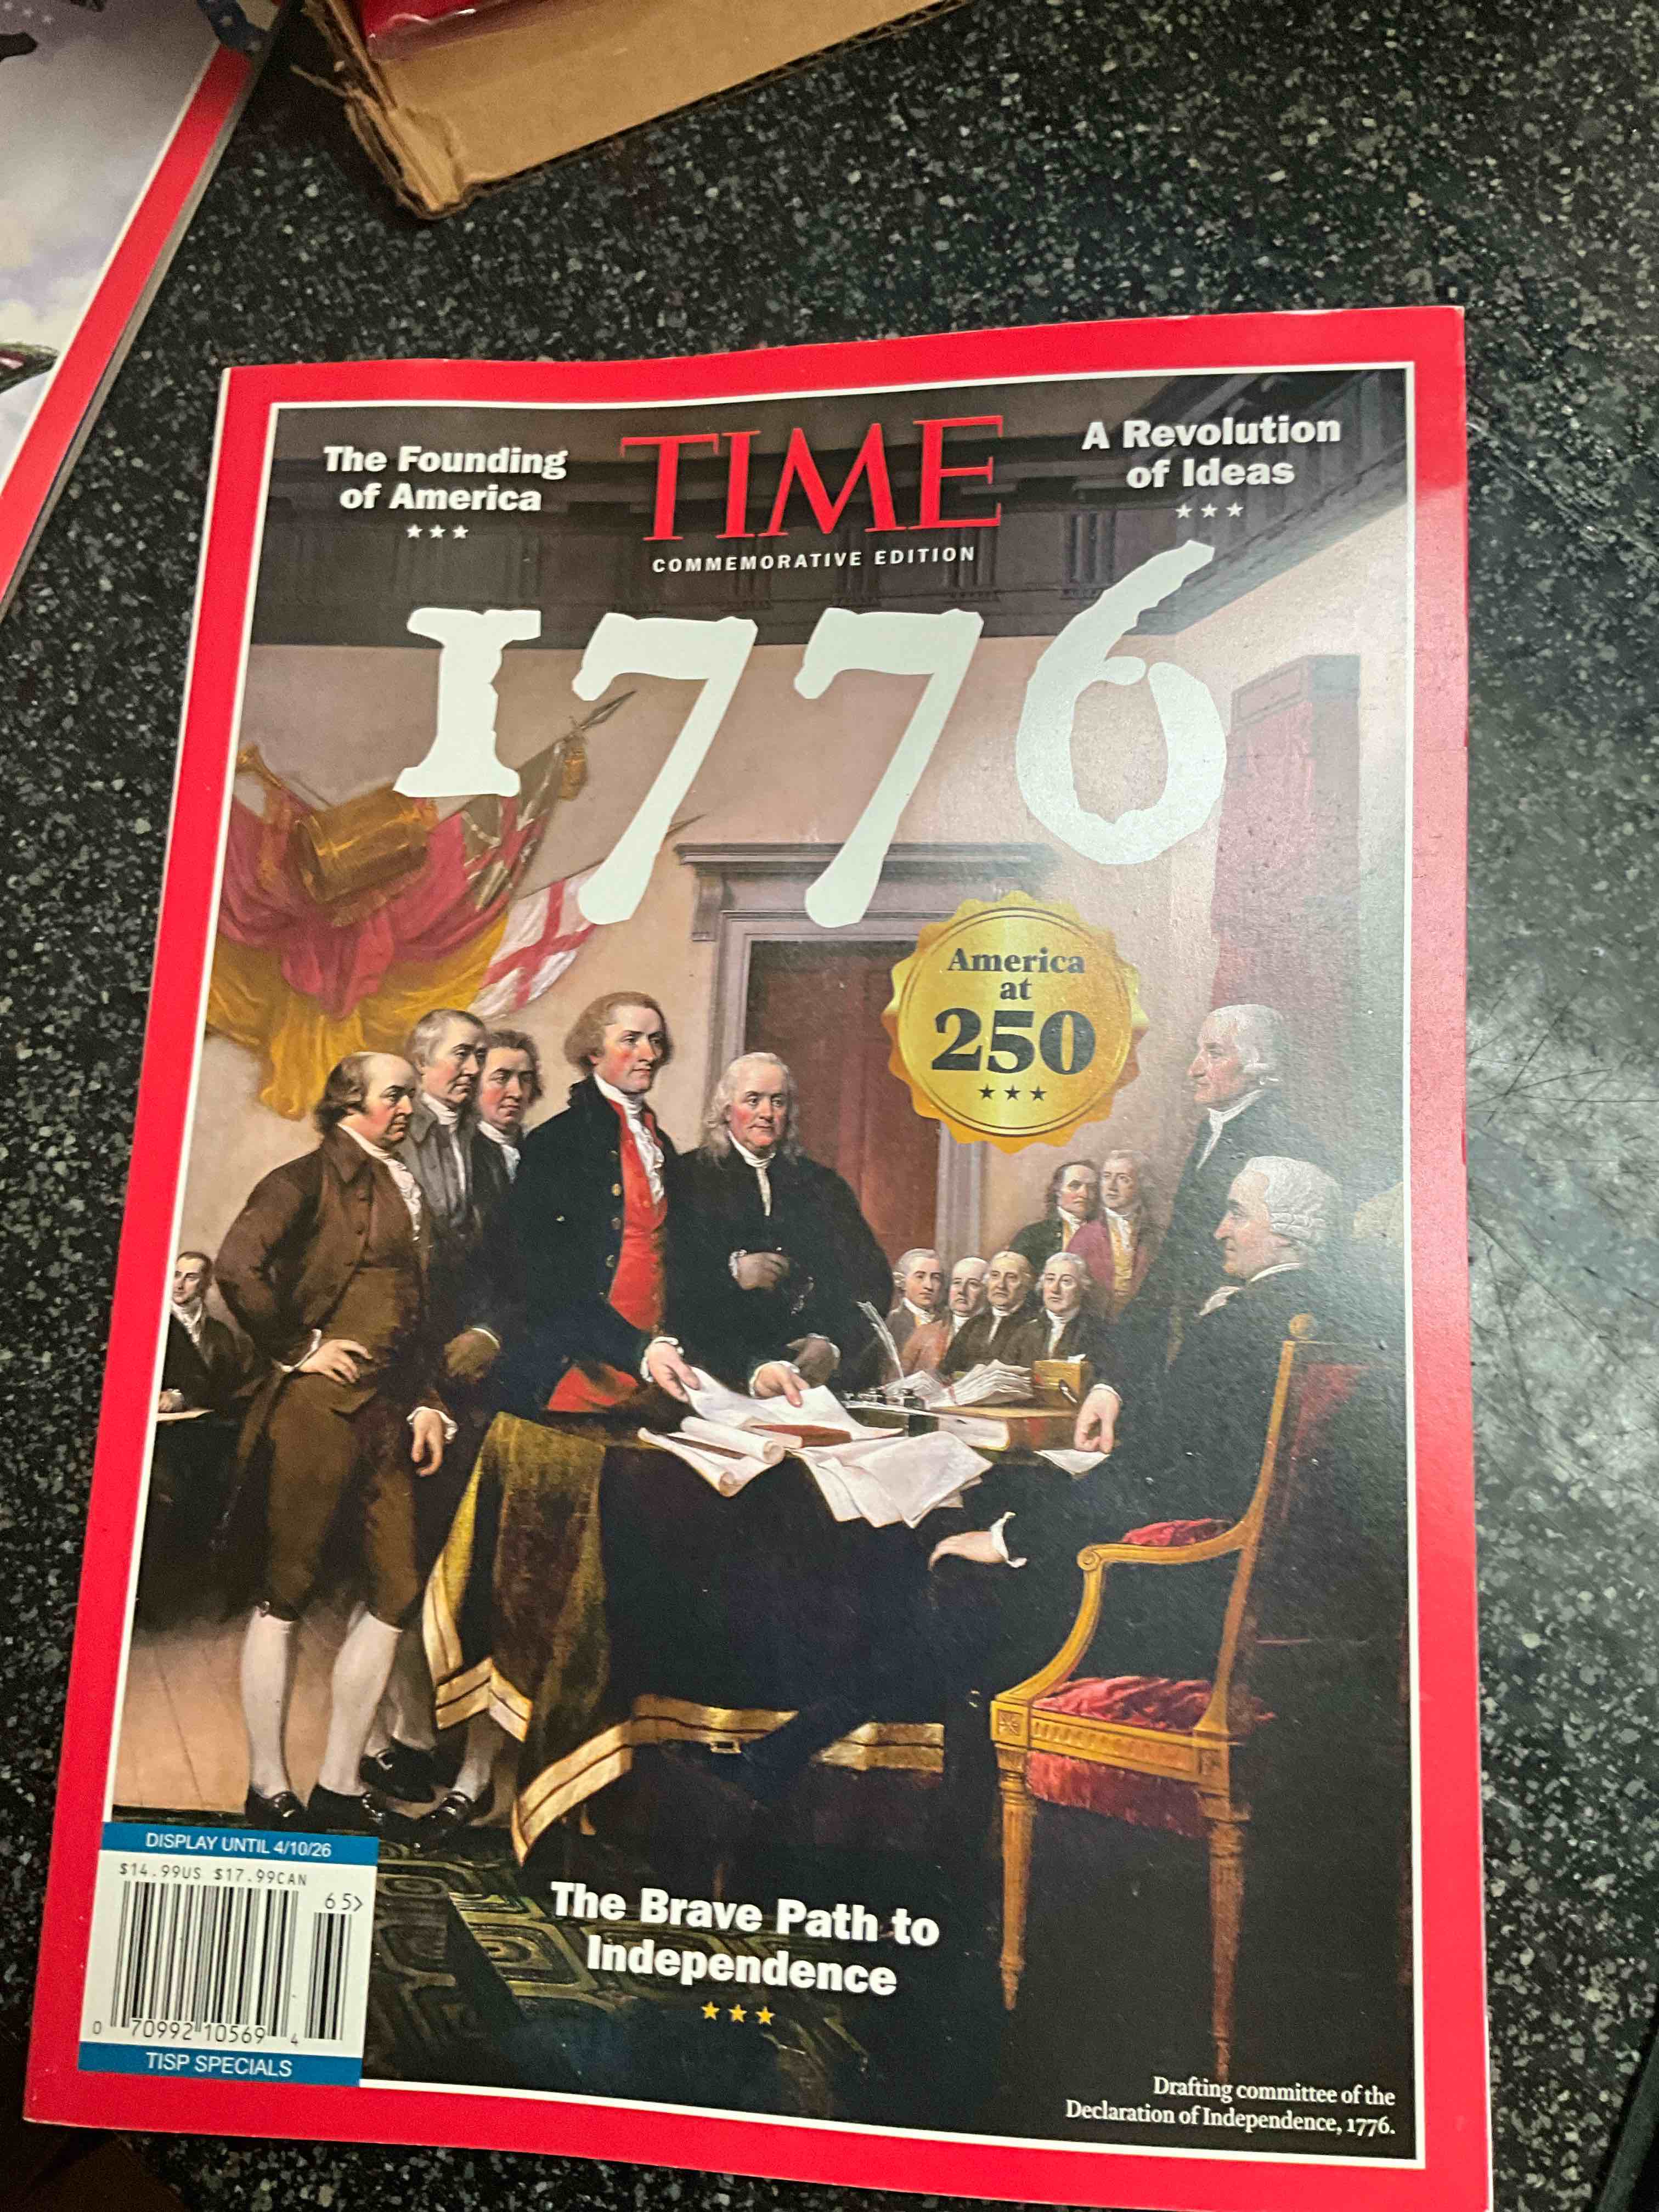 The Founding
of America
TIME
COMMEMORATIVE EDITION
A Revolution
of Ideas
1776
America
at
250
DISPLAY UNTIL 4/10/26
$14.99US $17.99CAN
65>
0 70992 10569 4
TISP SPECIALS
The Brave Path to
Independence
Drafting committee of the
Declaration of Independence, 1776.